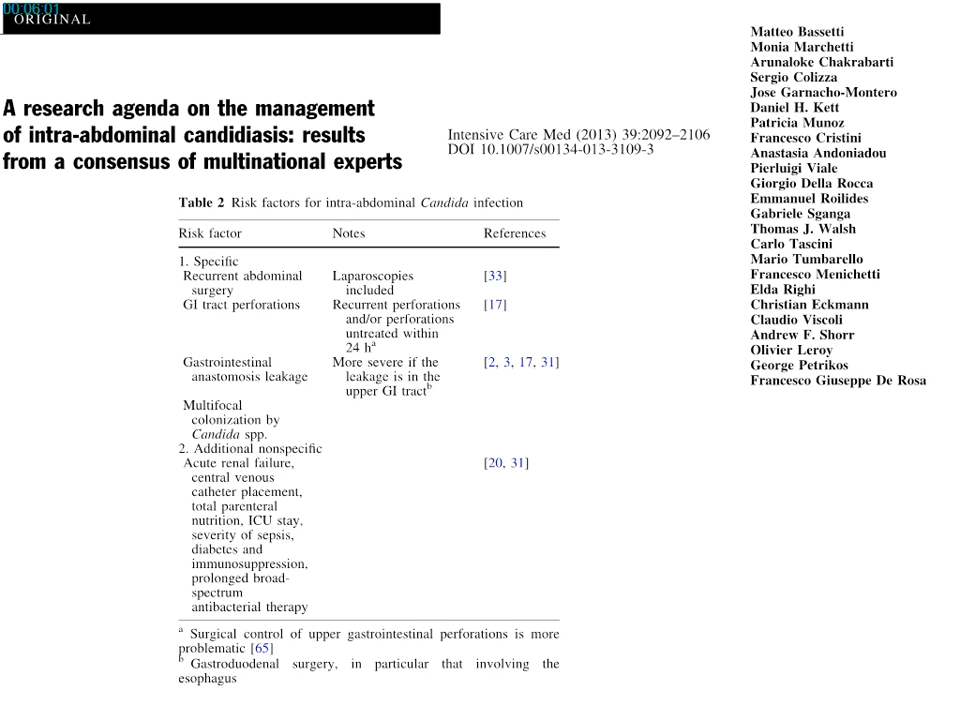 00:06:01
ORIGINAL
A research agenda on the management
of intra-abdominal candidiasis: results
from a consensus of multinational experts
Intensive Care Med (2013) 39:2092–2106
DOI 10.1007/s00134-013-3109-3
Matteo Bassetti
Monia Marchetti
Arunaloke Chakrabarti
Sergio Colizza
Jose Garnacho-Montero
Daniel H. Kett
Patricia Munoz
Francesco Cristini
Anastasia Andoniadou
Pierluigi Viale
Giorgio Della Rocca
Emmanuel Roilides
Gabriele Sganga
Thomas J. Walsh
Carlo Tascini
Mario Tumbarello
Francesco Menichetti
Elda Righi
Christian Eckmann
Claudio Viscoli
Andrew F. Shorr
Olivier Leroy
George Petrikos
Francesco Giuseppe De Rosa
Table 2 Risk factors for intra-abdominal Candida infection
Risk factor Notes References
1. Specific
Recurrent abdominal Laparoscopies [33]
surgery included
GI tract perforations Recurrent perforations [17]
and/or perforations
untreated within
24 hᵃ
Gastrointestinal More severe if the [2, 3, 17, 31]
anastomosis leakage leakage is in the
upper GI tractᵇ
Multifocal
colonization by
Candida spp.
2. Additional nonspecific
Acute renal failure, [20, 31]
central venous
catheter placement,
total parenteral
nutrition, ICU stay,
severity of sepsis,
diabetes and
immunosuppression,
prolonged broad-
spectrum
antibacterial therapy
ᵃ Surgical control of upper gastrointestinal perforations is more
problematic [65]
ᵇ Gastroduodenal surgery, in particular that involving the
esophagus